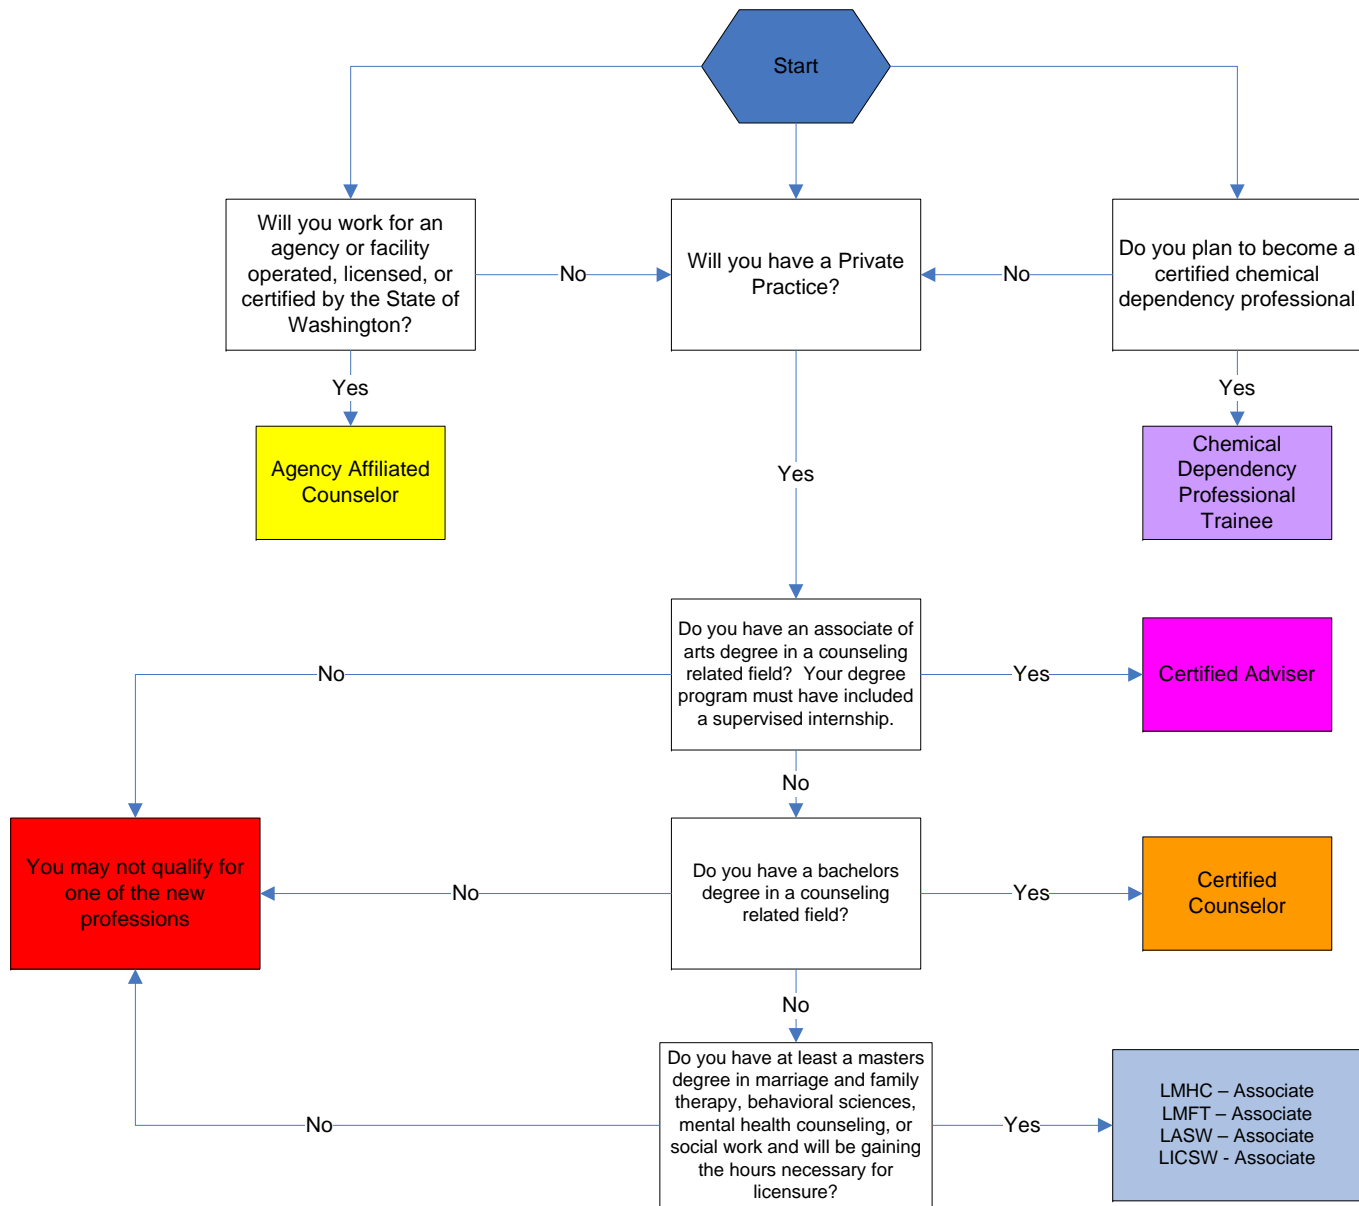 Start
Will you work for an
agency or facility
operated, licensed, or
certified by the State of
Washington?
No
Will you have a Private
Practice?
No
Do you plan to become a
certified chemical
dependency professional
Yes
Yes
Agency Affiliated
Counselor
Yes
Chemical
Dependency
Professional
Trainee
Do you have an associate of
arts degree in a counseling
related field?  Your degree
program must have included
a supervised internship.
No
Yes
Certified Adviser
No
You may not qualify for
one of the new
professions
No
Do you have a bachelors
degree in a counseling
related field?
Yes
Certified
Counselor
No
Do you have at least a masters
degree in marriage and family
therapy, behavioral sciences,
mental health counseling, or
social work and will be gaining
the hours necessary for
licensure?
No
Yes
LMHC – Associate
LMFT – Associate
LASW – Associate
LICSW - Associate